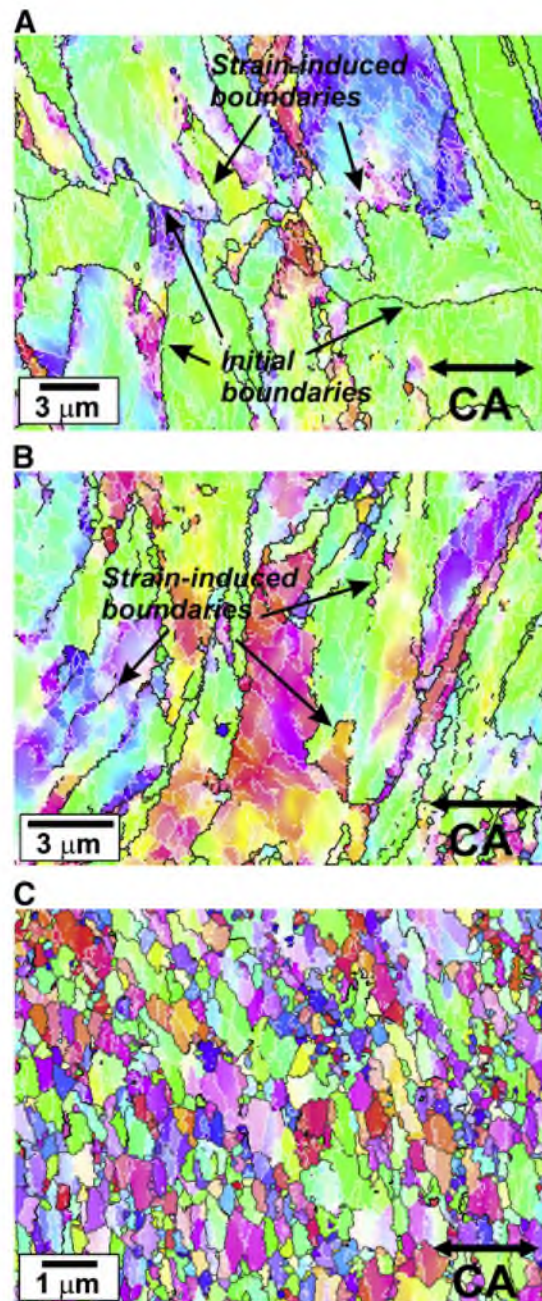 A
Strain-induced
boundaries
Initial
boundaries
3 μm
CA
B
Strain-induced
boundaries
3 μm
CA
C
1 μm
CA